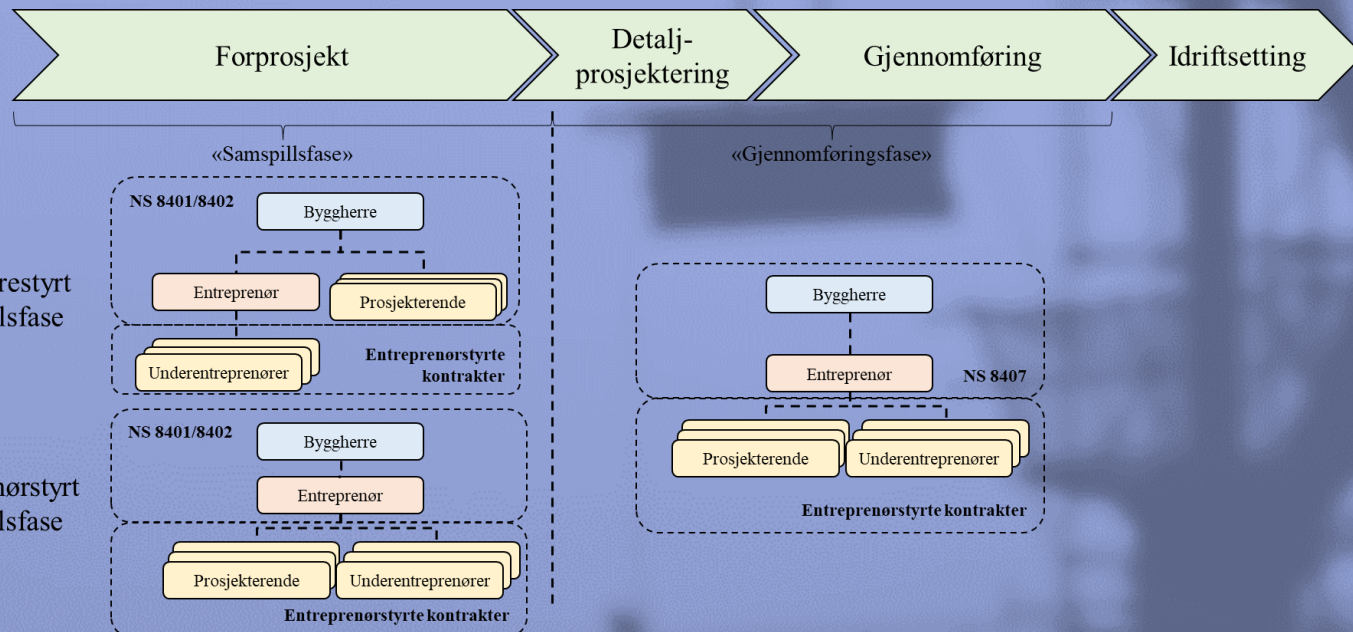 Forprosjekt
Detalj-
prosjektering
Gjennomføring
Idriftsetting
«Samspillsfase»
«Gjennomføringsfase»
NS 8401/8402
Byggherre
restyrt
lsfase
Entreprenør
Prosjekterende
Underentreprenører
Entreprenørstyrte
kontrakter
Byggherre
Entreprenør
NS 8407
Prosjekterende
Underentreprenører
Entreprenørstyrte kontrakter
NS 8401/8402
Byggherre
ørstyrt
lsfase
Entreprenør
Prosjekterende
Underentreprenører
Entreprenørstyrte kontrakter